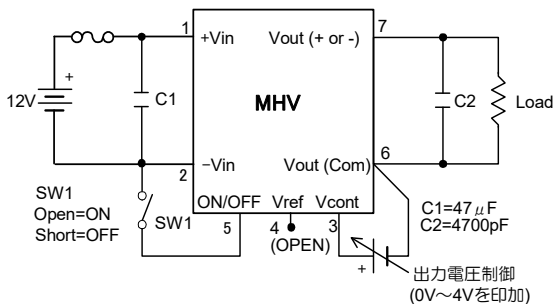 1
+Vin
Vout (+ or -)
7
+
12V
C1
MHV
C2
Load
−Vin
2
Vout (Com)
6
SW1
Open=ON
Short=OFF
SW1
ON/OFF
Vref
Vcont
5
4
3
(OPEN)
+
C1=47μF
C2=4700pF
出力電圧制御
(0V～4Vを印加)